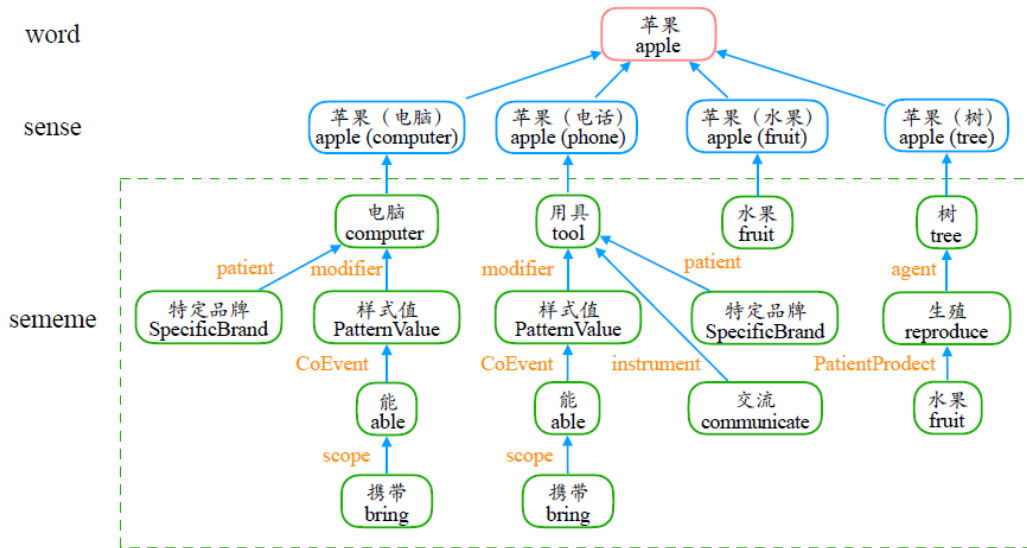 word
苹果
apple
sense
苹果（电脑）
apple (computer)
苹果（电话）
apple (phone)
苹果（水果）
apple (fruit)
苹果（树）
apple (tree)
电脑
computer
用具
tool
水果
fruit
树
tree
patient
modifier
modifier
patient
agent
sememe
特定品牌
SpecificBrand
样式值
PatternValue
样式值
PatternValue
特定品牌
SpecificBrand
生殖
reproduce
CoEvent
CoEvent
instrument
PatientProdect
能
able
能
able
交流
communicate
水果
fruit
scope
scope
携带
bring
携带
bring